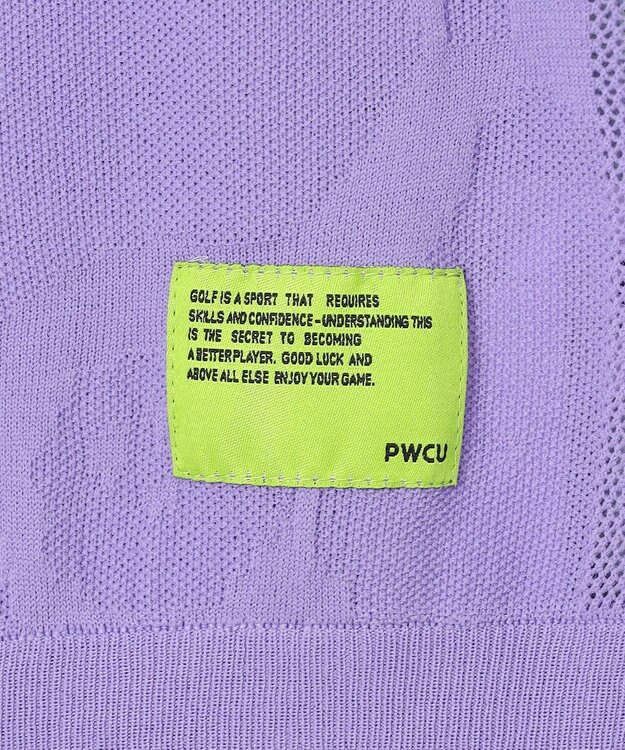 GOLF IS A SPORT THAT REQUIRES
SKILLS AND CONFIDENCE - UNDERSTANDING THIS
IS THE SECRET TO BECOMING
A BETTER PLAYER. GOOD LUCK AND
ABOVE ALL ELSE ENJOY YOUR GAME.
PWCU